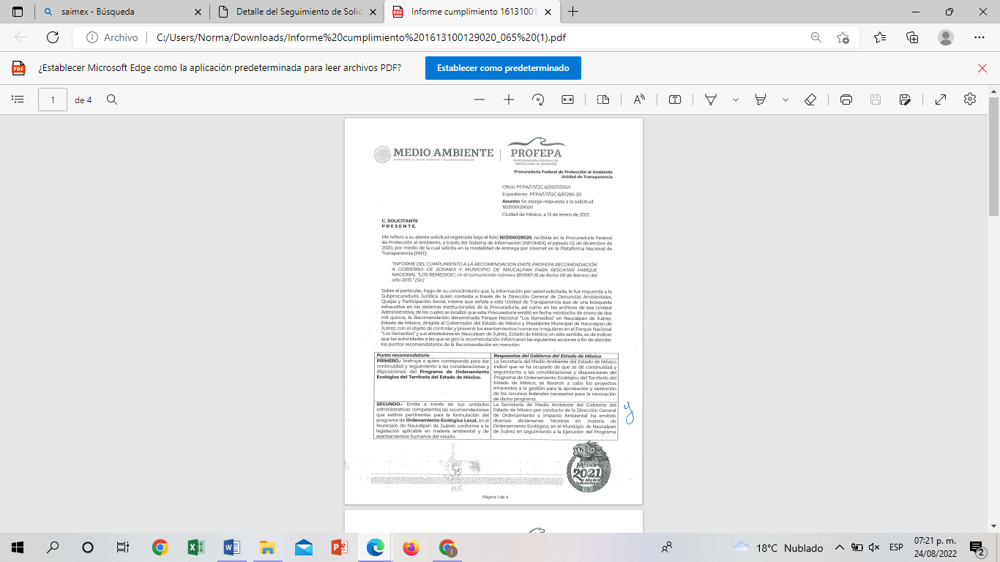 saimex - Búsqueda
Detalle del Seguimiento de Solic
Informe cumplimiento 16131001
Archivo
C:/Users/Norma/Downloads/Informe%20cumplimiento%201613100129020_065%20(1).pdf
¿Establecer Microsoft Edge como la aplicación predeterminada para leer archivos PDF?
Establecer como predeterminado
1 de 4
MEDIO AMBIENTE
SECRETARÍA DE MEDIO AMBIENTE Y RECURSOS NATURALES
PROFEPA
PROCURADURÍA FEDERAL DE
PROTECCIÓN AL AMBIENTE
Procuraduría Federal de Protección al Ambiente
Unidad de Transparencia
Oficio PFPA/1.7/12C.6/0037/2021
Expediente. PFPA/1.7/12C.6/01290-20
Asunto: Se otorga respuesta a la solicitud
1613100129020
Ciudad de México, a 13 de enero de 2021.
C. SOLICITANTE
P R E S E N T E.
Me refiero a su atenta solicitud registrada bajo el folio 1613100129020, recibida en la Procuraduría Federal
de Protección al Ambiente, a través del Sistema de Información (INFOMEX) el pasado 02 de diciembre de
2020, por medio de la cual solicita en la modalidad de entrega por Internet en la Plataforma Nacional de
Transparencia (PNT):
"INFORME DEL CUMPLIMIENTO A LA RECOMENDACION EMITE PROFEPA RECOMENDACIÓN
A GOBIERNO DE EDOMEX Y MUNICIPIO DE NAUCALPAN PARA RESCATAR PARQUE
NACIONAL "LOS REMEDIOS", cn el comunicado número BP/067-15 de fecha 05 de febrero del
año 2015." (Sic)
Sobre el particular, hago de su conocimiento que, la información por usted solicitada, le fue requerida a la
Subprocuraduría Jurídica quien contesta a través de la Dirección General de Denuncias Ambientales,
Quejas y Participación Social, misma que señala a esta Unidad de Transparencia que de una búsqueda
exhaustiva en los sistemas institucionales de la Procuraduría, así como en los archivos de esa Unidad
Administrativa, de los cuales se localizó que esta Procuraduría emitió en fecha veintiocho de enero de dos
mil quince, la Recomendación denominada Parque Nacional "Los Remedios" en Naucalpan de Juárez,
Estado de México, dirigida al Gobernador del Estado de México y Presidente Municipal de Naucalpan de
Juárez, con el objeto de controlar y prevenir los asentamientos humanos irregulares en el Parque Nacional
"Los Remedios" y sus alrededores en Naucalpan de Juárez, Estado de México; en este sentido, es de indicar
que las autoridades a las que se giró la recomendación informaron las siguientes acciones a fin de atender
los puntos recomendatorios de la Recomendación en mención:
Punto recomendatorio
PRIMERO.- Instruya a quien corresponda para dar
continuidad y seguimiento a las consideraciones y
disposiciones del Programa de Ordenamiento
Ecológico del Territorio del Estado de México.
Respuestas del Gobierno del Estado de México
La Secretaría del Medio Ambiente del Estado de México
indicó que se ha ocupado de que se dé continuidad y
seguimiento a las consideraciones y disposiciones del
Programa de Ordenamiento Ecológico del Territorio del
Estado de México, se llevaron a cabo los proyectos
inherentes a la gestión para la aprobación y obtención
de los recursos federales necesarios para la renovación
de dicho programa.
SEGUNDO.- Emita a través de sus unidades
administrativas competentes las recomendaciones
que estime pertinentes para la formulación del
programa de Ordenamiento Ecológico Local, en el
Municipio de Naucalpan de Juárez; conforme a la
legislación aplicable en materia ambiental y de
asentamientos humanos del estado.
La Secretaría de Medio Ambiente del Gobierno del
Estado de México por conducto de la Dirección General
de Ordenamiento e Impacto Ambiental ha emitido
diversos dictámenes Técnicos en materia de
Ordenamiento Ecológico, en el Municipio de Naucalpan
de Juárez en seguimiento a la Ejecución del Programa
México
2021
Año de la
Independencia
Página 1 de 4
18°C Nublado
ESP
07:21 p. m.
24/08/2022
2